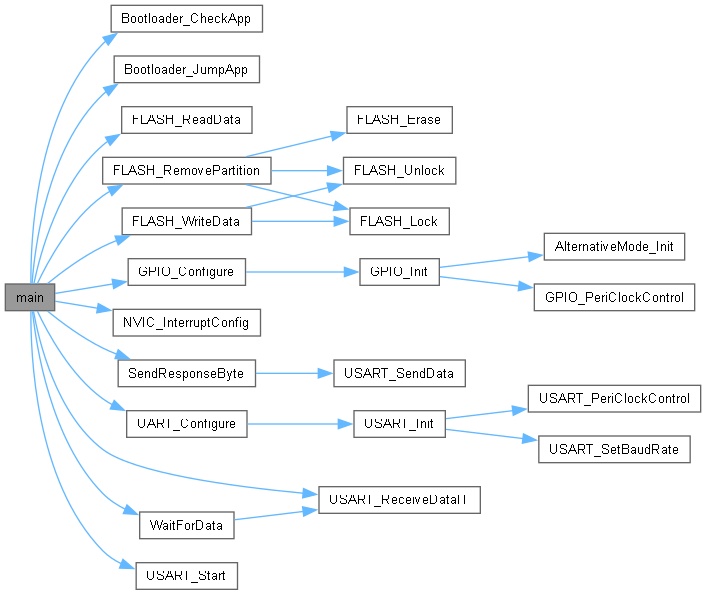 Bootloader_CheckApp
Bootloader_JumpApp
FLASH_ReadData
FLASH_Erase
FLASH_RemovePartition
FLASH_Unlock
FLASH_WriteData
FLASH_Lock
AlternativeMode_Init
GPIO_Configure
GPIO_Init
main
GPIO_PeriClockControl
NVIC_InterruptConfig
SendResponseByte
USART_SendData
USART_PeriClockControl
UART_Configure
USART_Init
USART_SetBaudRate
USART_ReceiveDataIT
WaitForData
USART_Start